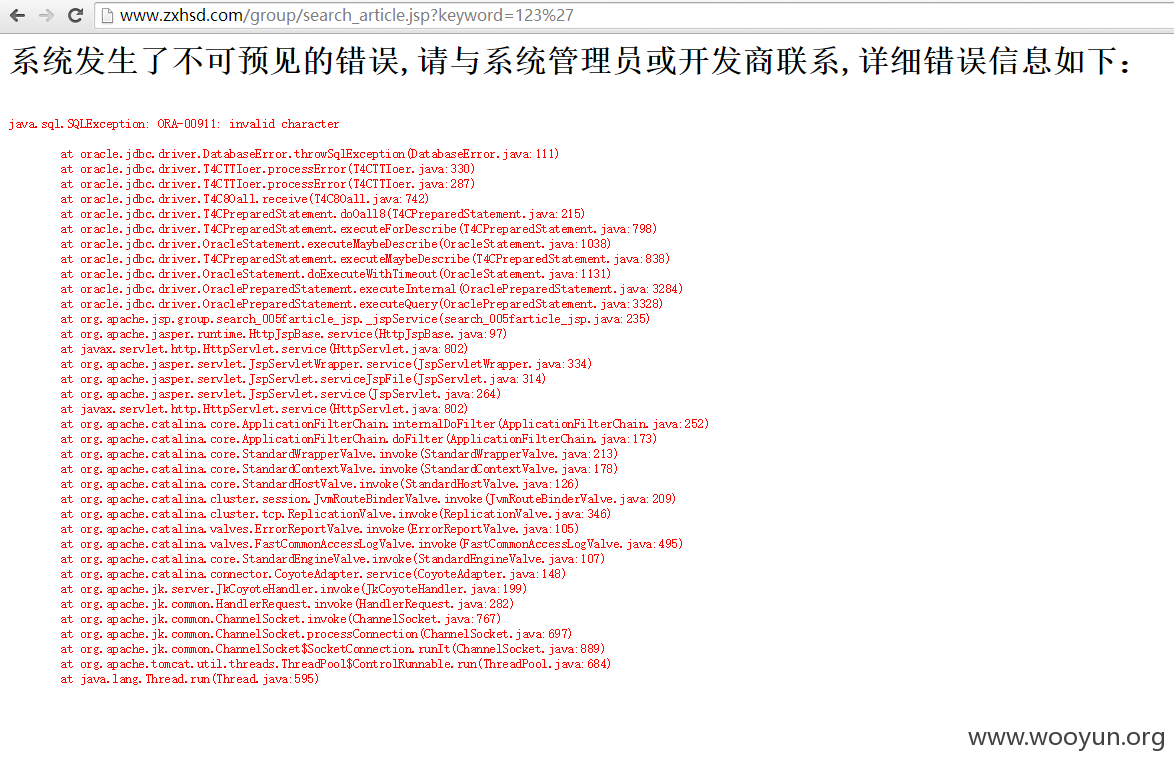 www.zxhsd.com/group/search_article.jsp?keyword=123%27
系统发生了不可预见的错误,请与系统管理员或开发商联系,详细错误信息如下：
java.sql.SQLException: ORA-00911: invalid character
at oracle.jdbc.driver.DatabaseError.throwSqlException(DatabaseError.java:111)
at oracle.jdbc.driver.T4CTTIoer.processError(T4CTTIoer.java:330)
at oracle.jdbc.driver.T4CTTIoer.processError(T4CTTIoer.java:287)
at oracle.jdbc.driver.T4C8Oall.receive(T4C8Oall.java:742)
at oracle.jdbc.driver.T4CPreparedStatement.doOall8(T4CPreparedStatement.java:215)
at oracle.jdbc.driver.T4CPreparedStatement.executeForDescribe(T4CPreparedStatement.java:798)
at oracle.jdbc.driver.OracleStatement.executeMaybeDescribe(OracleStatement.java:1038)
at oracle.jdbc.driver.T4CPreparedStatement.executeMaybeDescribe(T4CPreparedStatement.java:838)
at oracle.jdbc.driver.OracleStatement.doExecuteWithTimeout(OracleStatement.java:1131)
at oracle.jdbc.driver.OraclePreparedStatement.executeInternal(OraclePreparedStatement.java:3284)
at oracle.jdbc.driver.OraclePreparedStatement.executeQuery(OraclePreparedStatement.java:3328)
at org.apache.jsp.group.search_005farticle_jsp._jspService(search_005farticle_jsp.java:235)
at org.apache.jasper.runtime.HttpJspBase.service(HttpJspBase.java:97)
at javax.servlet.http.HttpServlet.service(HttpServlet.java:802)
at org.apache.jasper.servlet.JspServletWrapper.service(JspServletWrapper.java:334)
at org.apache.jasper.servlet.JspServlet.serviceJspFile(JspServlet.java:314)
at org.apache.jasper.servlet.JspServlet.service(JspServlet.java:264)
at javax.servlet.http.HttpServlet.service(HttpServlet.java:802)
at org.apache.catalina.core.ApplicationFilterChain.internalDoFilter(ApplicationFilterChain.java:252)
at org.apache.catalina.core.ApplicationFilterChain.doFilter(ApplicationFilterChain.java:173)
at org.apache.catalina.core.StandardWrapperValve.invoke(StandardWrapperValve.java:213)
at org.apache.catalina.core.StandardContextValve.invoke(StandardContextValve.java:178)
at org.apache.catalina.core.StandardHostValve.invoke(StandardHostValve.java:126)
at org.apache.catalina.cluster.session.JvmRouteBinderValve.invoke(JvmRouteBinderValve.java:209)
at org.apache.catalina.cluster.tcp.ReplicationValve.invoke(ReplicationValve.java:346)
at org.apache.catalina.valves.ErrorReportValve.invoke(ErrorReportValve.java:105)
at org.apache.catalina.valves.FastCommonAccessLogValve.invoke(FastCommonAccessLogValve.java:495)
at org.apache.catalina.core.StandardEngineValve.invoke(StandardEngineValve.java:107)
at org.apache.catalina.connector.CoyoteAdapter.service(CoyoteAdapter.java:148)
at org.apache.jk.server.JkCoyoteHandler.invoke(JkCoyoteHandler.java:199)
at org.apache.jk.common.HandlerRequest.invoke(HandlerRequest.java:282)
at org.apache.jk.common.ChannelSocket.invoke(ChannelSocket.java:767)
at org.apache.jk.common.ChannelSocket.processConnection(ChannelSocket.java:697)
at org.apache.jk.common.ChannelSocket$SocketConnection.runIt(ChannelSocket.java:889)
at org.apache.tomcat.util.threads.ThreadPool$ControlRunnable.run(ThreadPool.java:684)
at java.lang.Thread.run(Thread.java:595)
www.wooyun.org